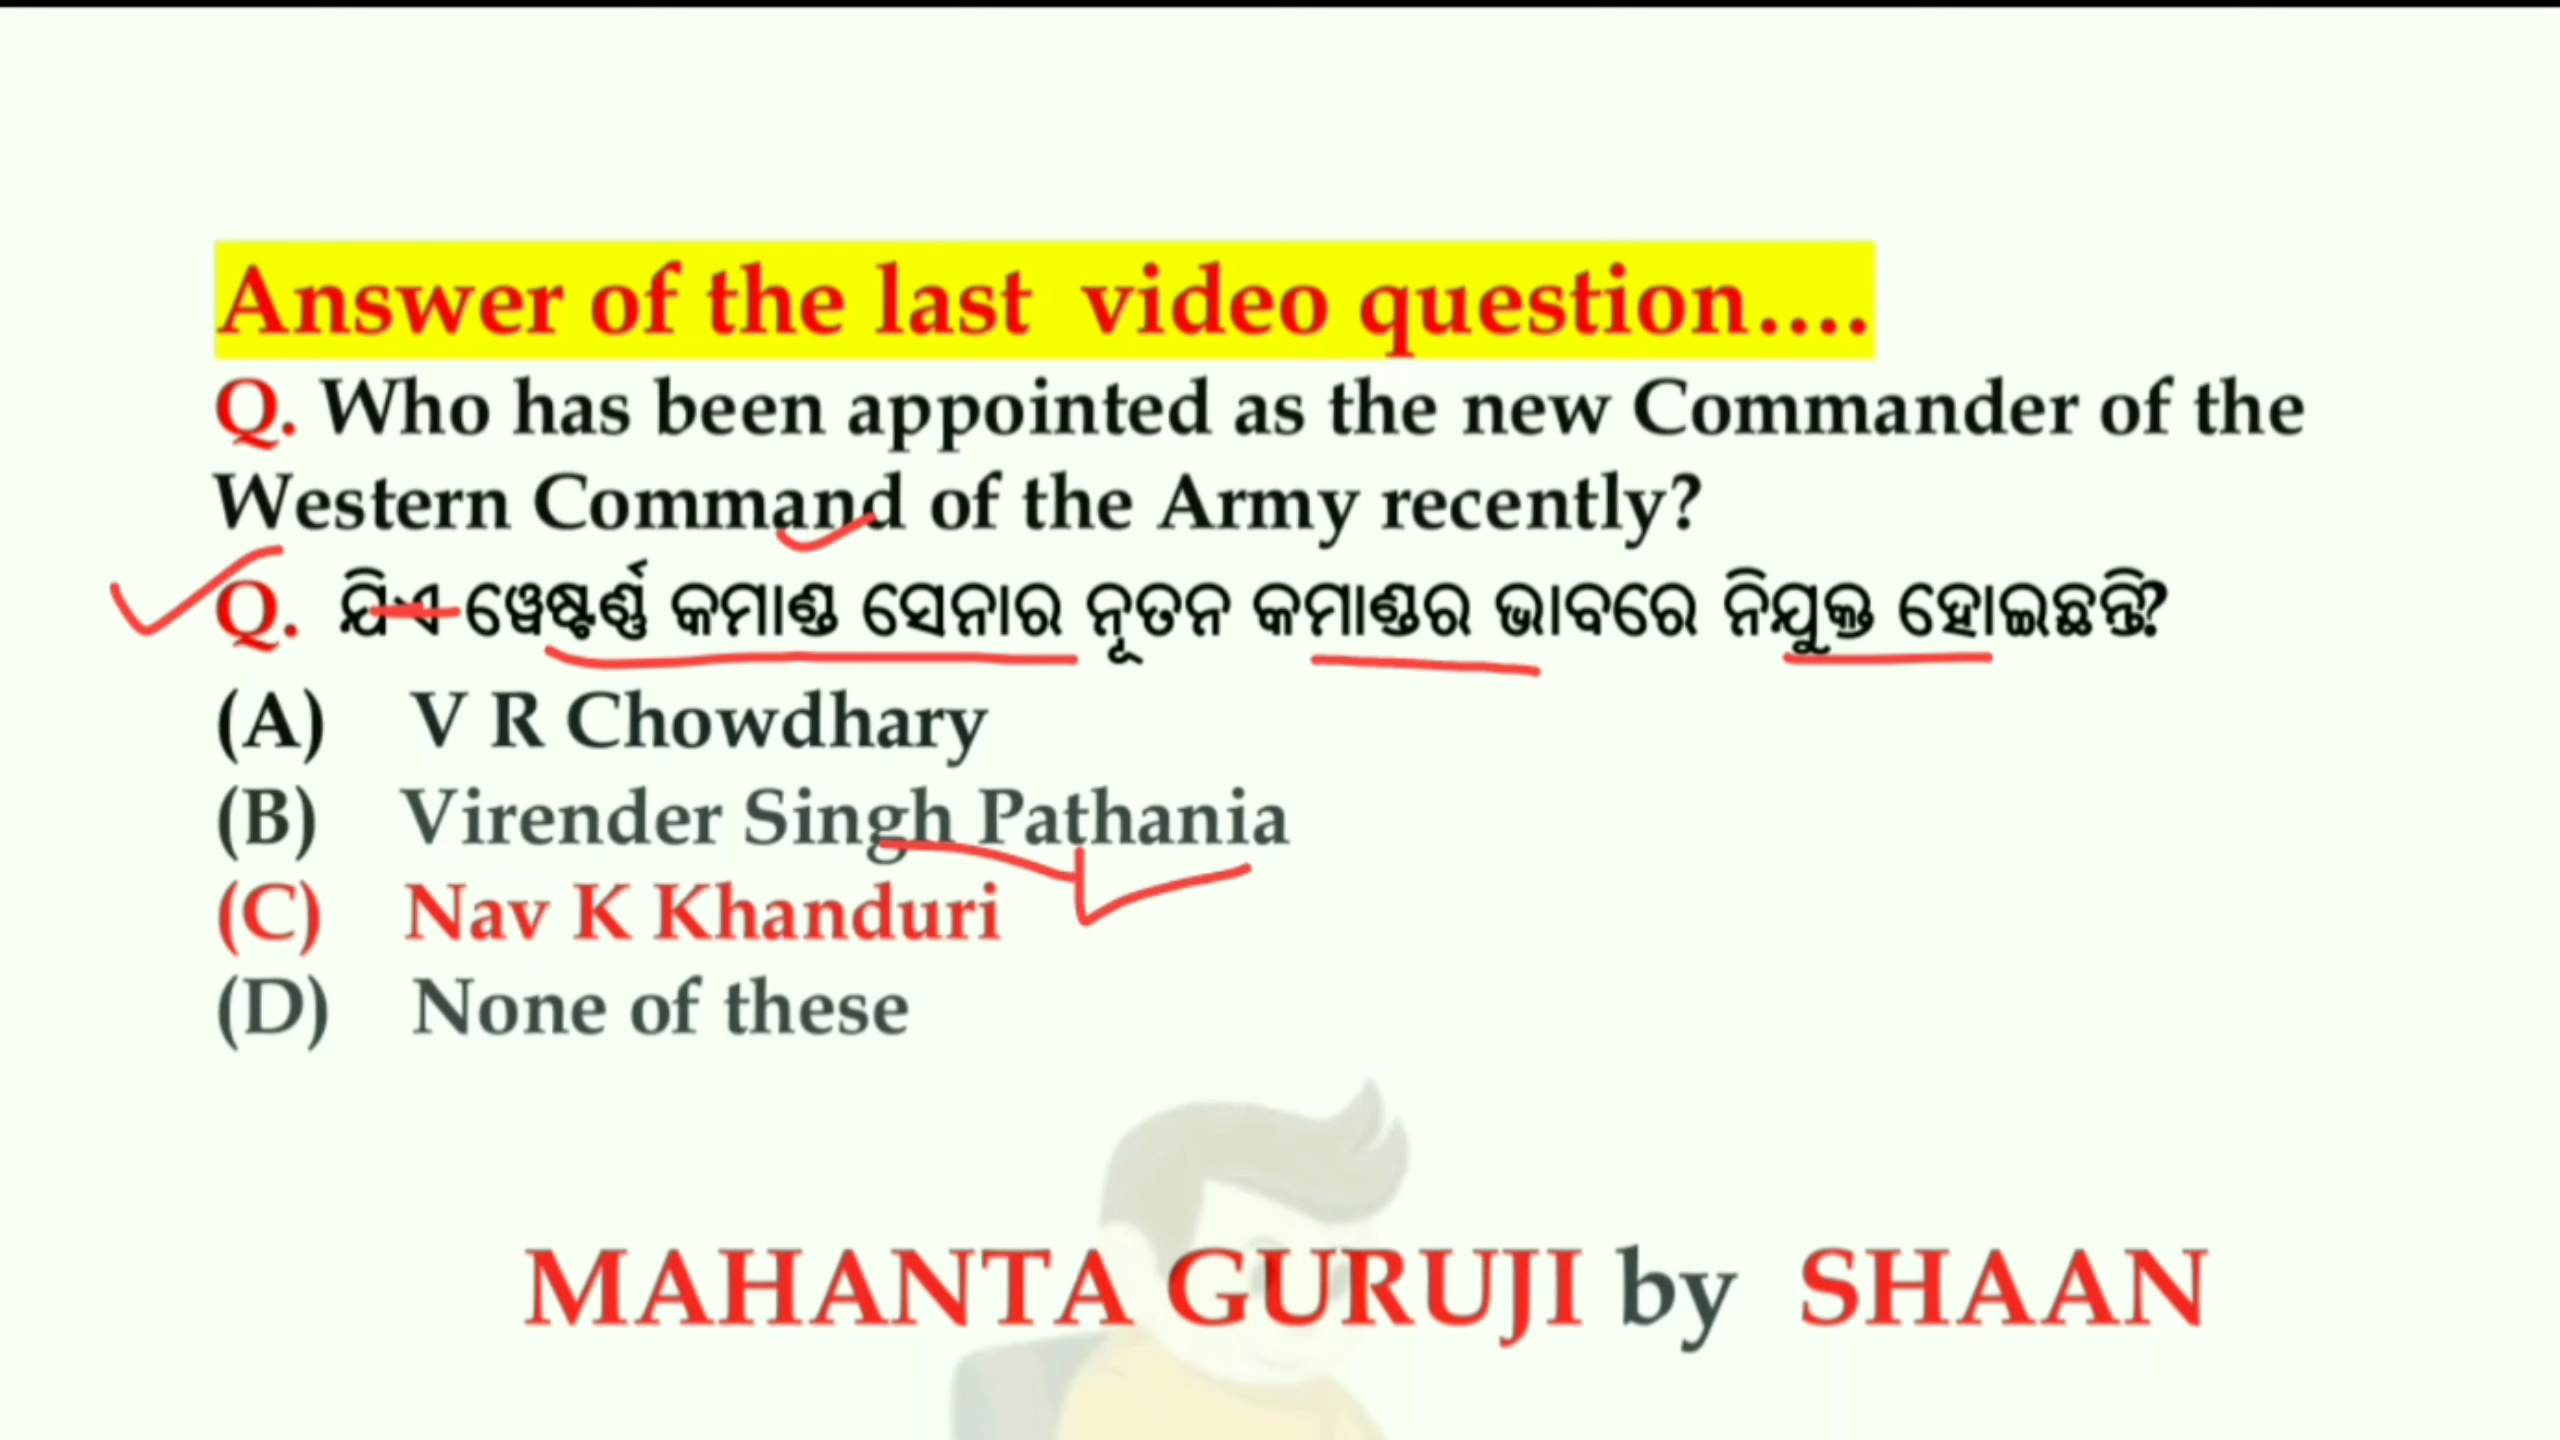 Answer of the last video question....
Q. Who has been appointed as the new Commander of the
Western Command of the Army recently?
Q. ଯିଏ ୱେଷ୍ଟର୍ଣ୍ଣ କମାଣ୍ଡ ସେନାର ନୂତନ କମାଣ୍ଡର ଭାବରେ ନିଯୁକ୍ତ ହୋଇଛନ୍ତି?
(A) V R Chowdhary
(B) Virender Singh Pathania
(C) Nav K Khanduri
(D) None of these
MAHANTA GURUJI by SHAAN